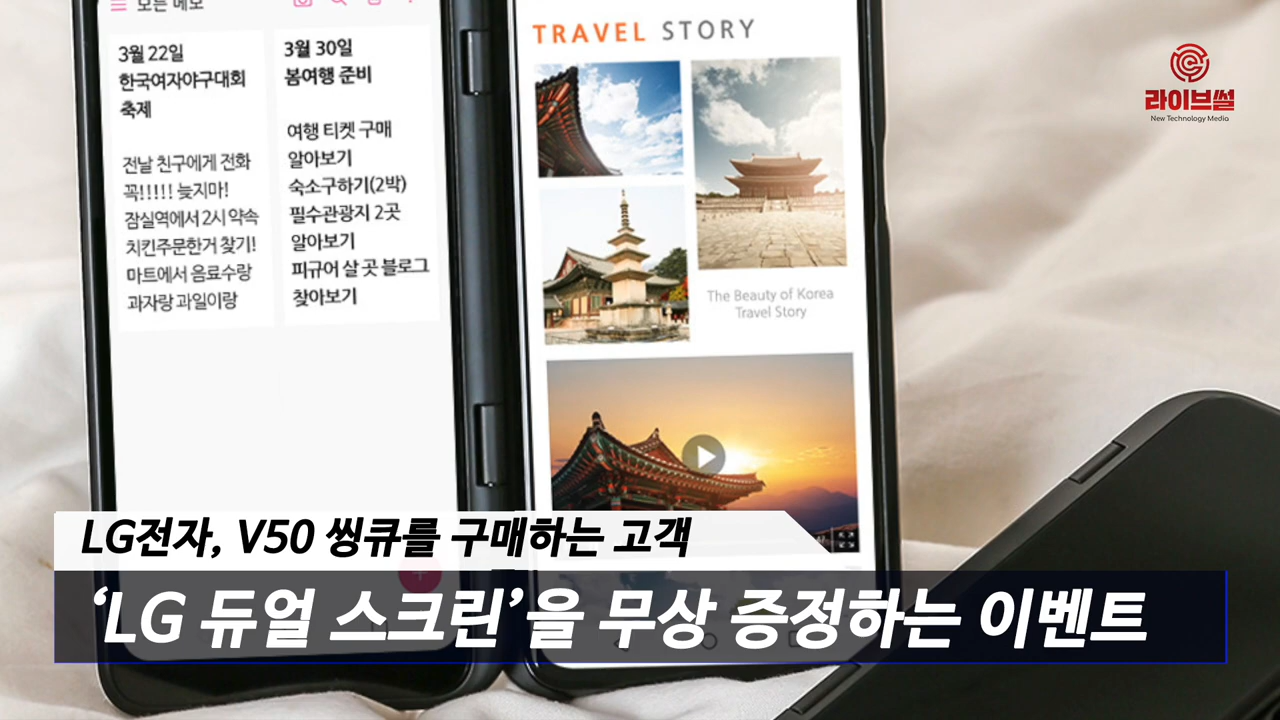 모든 메모
3월 22일
한국여자야구대회
축제
전날 친구에게 전화
꼭!!!!! 늦지마!
잠실역에서 2시 약속
치킨주문한거 찾기!
마트에서 음료수랑
과자랑 과일이랑
3월 30일
봄여행 준비
여행 티켓 구매
알아보기
숙소구하기(2박)
필수관광지 2곳
알아보기
피규어 살 곳 블로그
찾아보기
TRAVEL STORY
The Beauty of Korea
Travel Story
라이브썰
New Technology Media
LG전자, V50 씽큐를 구매하는 고객
‘LG 듀얼 스크린’을 무상 증정하는 이벤트